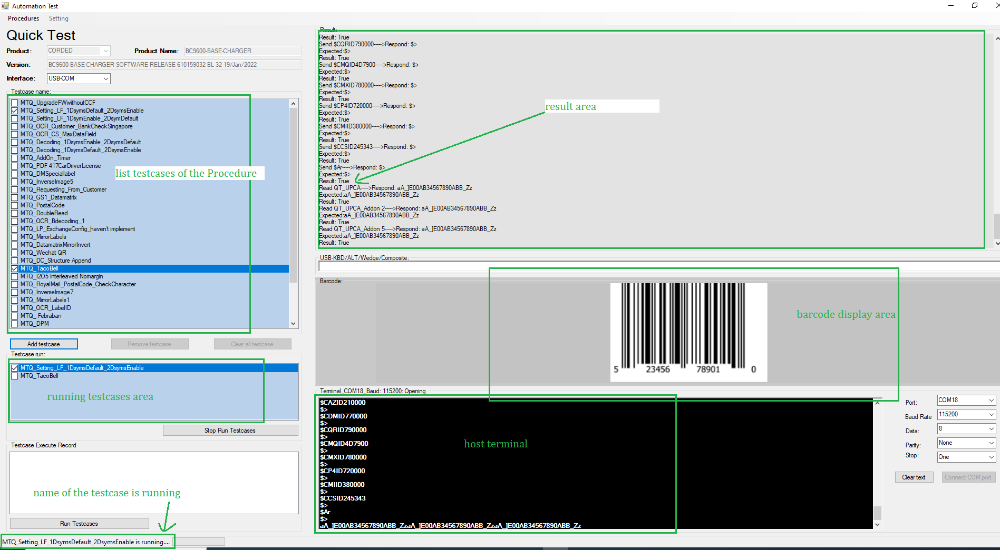 Automation Test
Procedures Setting
Quick Test
Product: CORDED Product Name: BC9600-BASE-CHARGER
Version: BC9600-BASE-CHARGER SOFTWARE RELEASE 610159032 BL 32 19/Jan/2022
Interface: USB-COM
Testcase name:
MTQ_UpgradeFWwithoutCCF
MTQ_Setting_LF_1DsymsDefault_2DsymsEnable
MTQ_Setting_LF_1DsymEnable_2DsymDefault
MTQ_OCR_Customer_BankCheckSingapore
MTQ_OCR_CS_MaxDataField
MTQ_Decoding_1DsymsEnable_2DsymsDefault
MTQ_Decoding_1DsymsDefault_2DsymsEnable
MTQ_AddOn_Timer
MTQ_PDF 417CarDriverLicense
MTQ_DMSpeciallabel
MTQ_InverseImage5
MTQ_Requesting_From_Customer
MTQ_GS1_Datamatrix
MTQ_PostalCode
MTQ_DoubleRead
MTQ_OCR_Bdecoding_1
MTQ_LP_ExchangeConfig_haven't implement
MTQ_MirrorLabels
MTQ_DatamatrixMirrorInvert
MTQ_Wechat QR
MTQ_DC_Structure Append
MTQ_TacoBell
MTQ_I2O5 Interleaved Nomargin
MTQ_RoyalMail_PostalCode_CheckCharacter
MTQ_InverseImage7
MTQ_MirrorLabels1
MTQ_OCR_LabelID
MTQ_ Febraban
MTQ_DPM
list testcases of the Procedure
Add testcase Remove testcase Clear all testcase
Testcase run:
MTQ_Setting_LF_1DsymsDefault_2DsymsEnable
MTQ_TacoBell
running testcases area
Stop Run Testcases
Testcase Execute Record
name of the testcase is running
Run Testcases
MTQ_Setting_LF_1DsymsDefault_2DsymsEnable is running....
Result:
Result: True
Send $CQRID790000----->Respond: $>
Expected:$>
Result: True
Send $CMQID4D7900----->Respond: $>
Expected:$>
Result: True
Send $CMXID780000----->Respond: $>
Expected:$>
Result: True
Send $CP4ID720000----->Respond: $>
Expected:$>
Result: True
Send $CMIID380000----->Respond: $>
Expected:$>
Result: True
Send $CCSID245343----->Respond: $>
Expected:$>
Result: True
Send $Ar----->Respond: $>
Expected:$>
Result: True
Read QT_UPCA----->Respond: aA_]E00AB34567890ABB_Zz
Expected:aA_]E00AB34567890ABB_Zz
Result: True
Read QT_UPCA_Addon 2----->Respond: aA_]E00AB34567890ABB_Zz
Expected:aA_]E00AB34567890ABB_Zz
Result: True
Read QT_UPCA_Addon 5----->Respond: aA_]E00AB34567890ABB_Zz
Expected:aA_]E00AB34567890ABB_Zz
Result: True
result area
USB-KBD/ALT/Wedge/Composite:
Barcode:
5 23456 78901 0
barcode display area
Terminal_COM18_Baud: 115200: Opening
$CAZID210000
$>
$CDMID770000
$>
$CQRID790000
$>
$CMQID4D7900
$>
$CMXID780000
$>
$CP4ID720000
$>
$CMIID380000
$>
$CCSID245343
$>
$Ar
$>
aA_]E00AB34567890ABB_ZzaA_]E00AB34567890ABB_ZzaA_]E00AB34567890ABB_Zz
host terminal
Port: COM18
Baud Rate 115200
Data: 8
Parity: None
Stop: One
Clear text Connect COM port